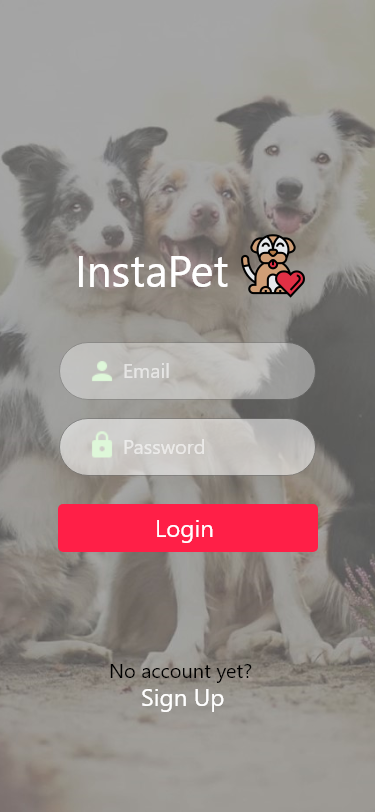 InstaPet
Email
Password
Login
No account yet?
Sign Up